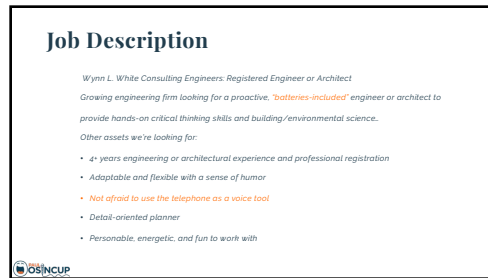 Job Description
Wynn L. White Consulting Engineers: Registered Engineer or Architect
Growing engineering firm looking for a proactive, "batteries-included" engineer or architect to
provide hands-on critical thinking skills and building/environmental science..
Other assets we're looking for:
• 4+ years engineering or architectural experience and professional registration
• Adaptable and flexible with a sense of humor
• Not afraid to use the telephone as a voice tool
• Detail-oriented planner
• Personable, energetic, and fun to work with
OSINCUP